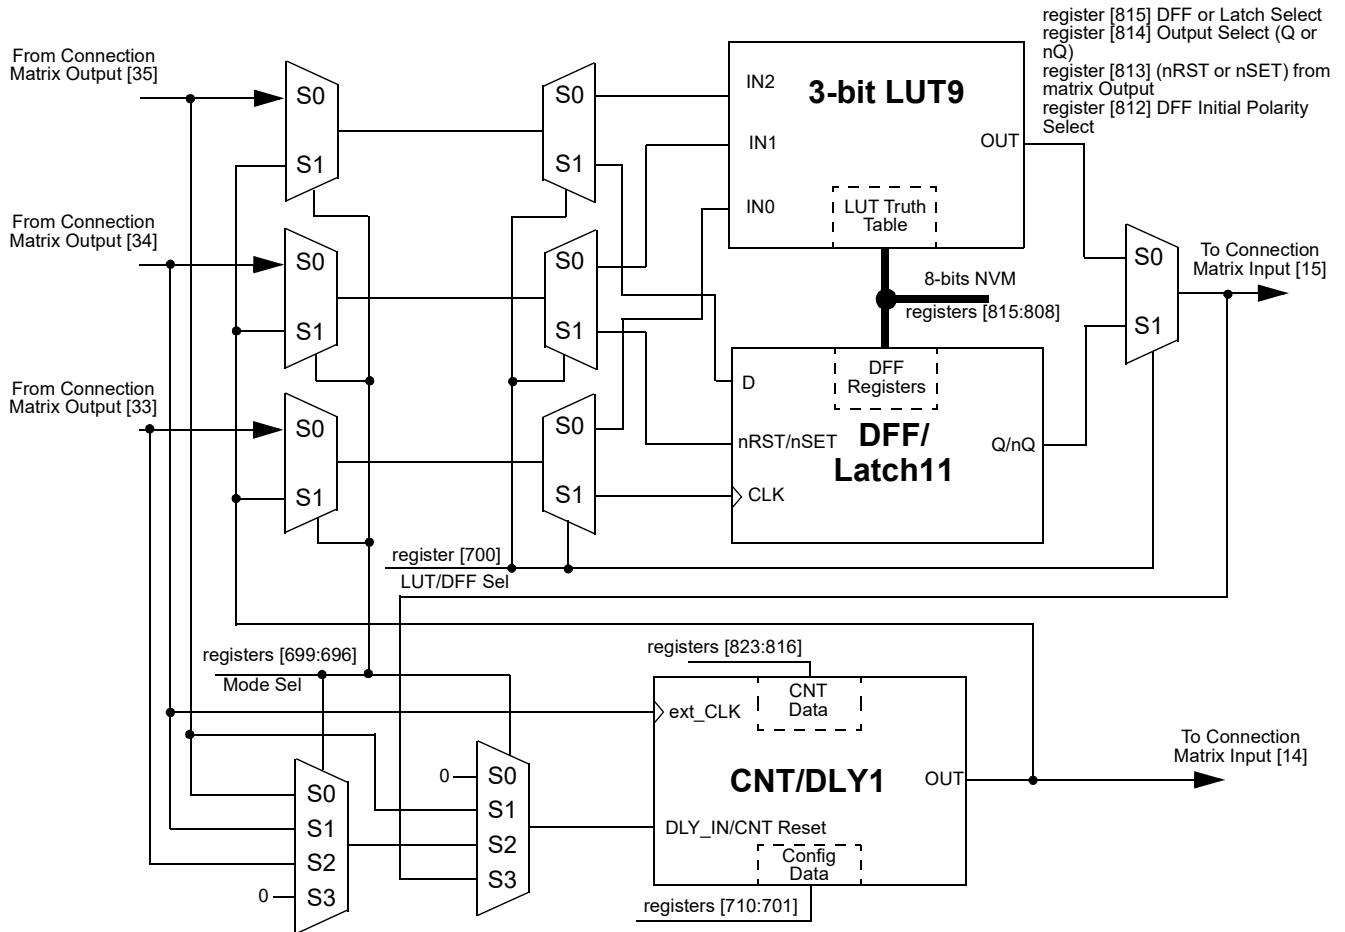 register [815] DFF or Latch Select
register [814] Output Select (Q or
nQ)
register [813] (nRST or nSET) from
matrix Output
register [812] DFF Initial Polarity
Select
From Connection
Matrix Output [35]
S0
S1
S0
S1
IN2
3-bit LUT9
IN1
OUT
IN0
LUT Truth
Table
From Connection
Matrix Output [34]
S0
S1
S0
S1
8-bits NVM
registers [815:808]
S0
S1
To Connection
Matrix Input [15]
From Connection
Matrix Output [33]
S0
S1
S0
S1
D
DFF
Registers
nRST/nSET
DFF/
Latch11
Q/nQ
CLK
register [700]
LUT/DFF Sel
registers [699:696]
Mode Sel
registers [823:816]
CNT
Data
ext_CLK
CNT/DLY1
OUT
To Connection
Matrix Input [14]
DLY_IN/CNT Reset
Config
Data
registers [710:701]
0
S0
S1
S2
S3
S0
S1
S2
0
S3